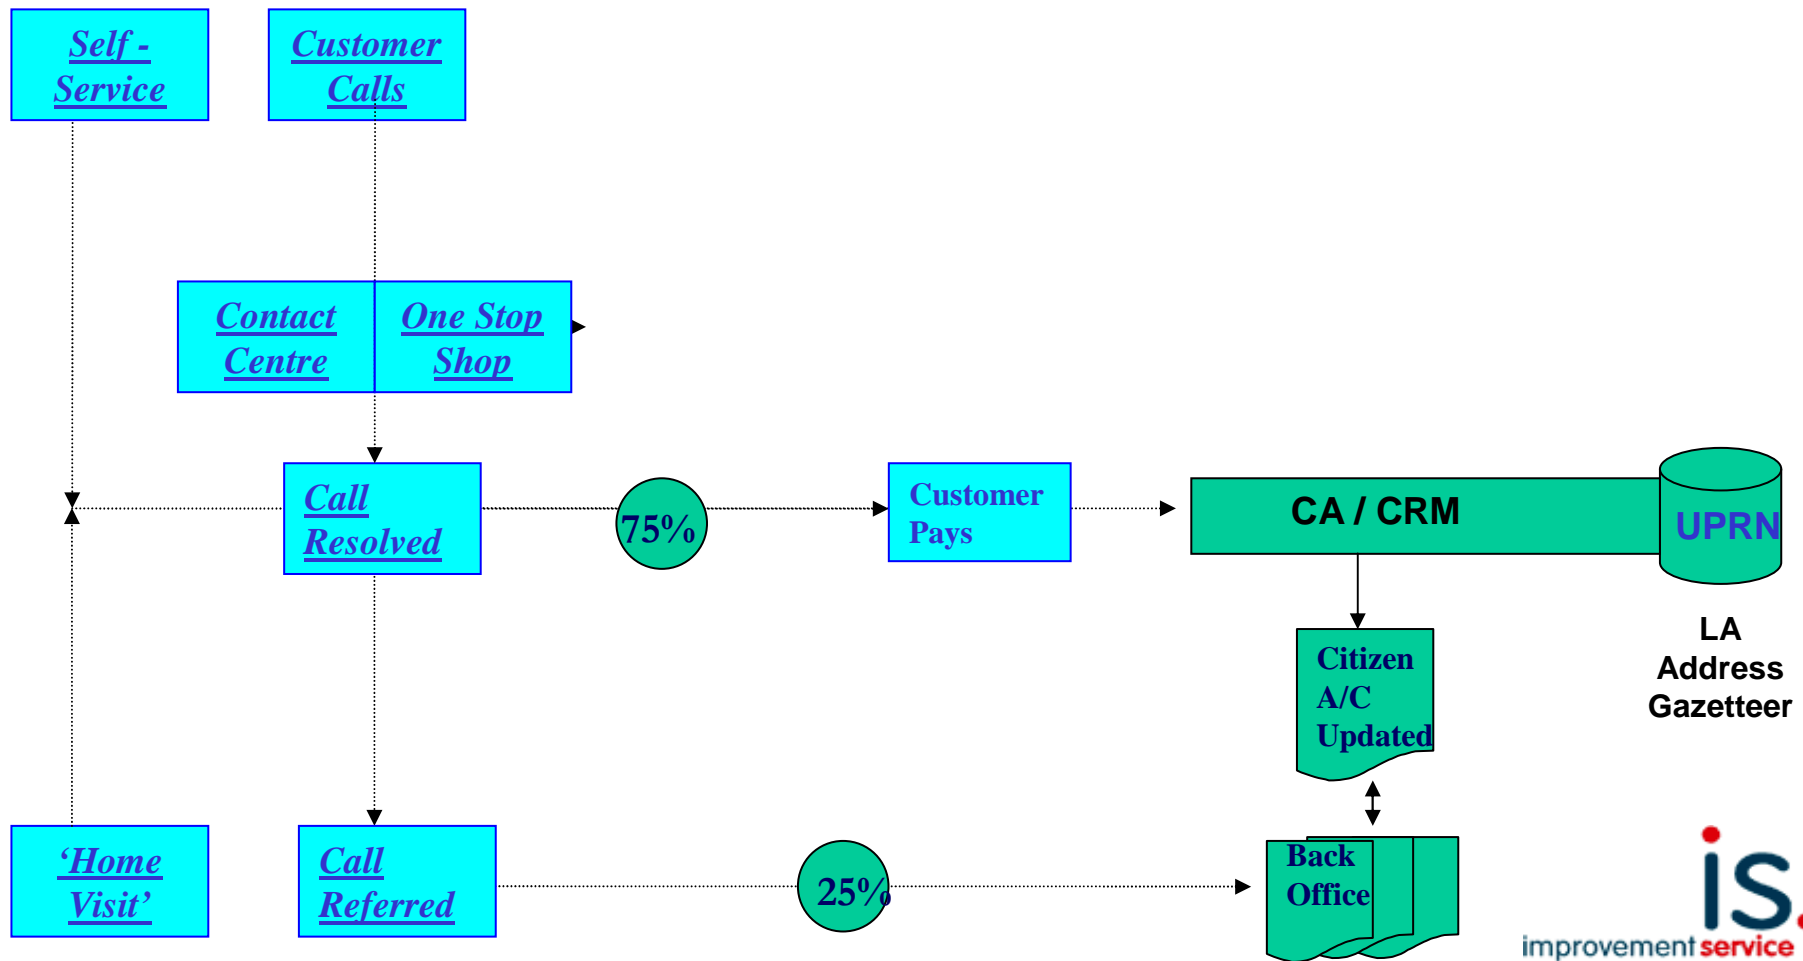 Self -
Service
Customer
Calls
Contact
Centre
One Stop
Shop
Call
Resolved
75%
Customer
Pays
CA / CRM
UPRN
LA
Address
Gazetteer
Citizen
A/C
Updated
‘Home
Visit’
Call
Referred
25%
Back
Office
is.
improvement service